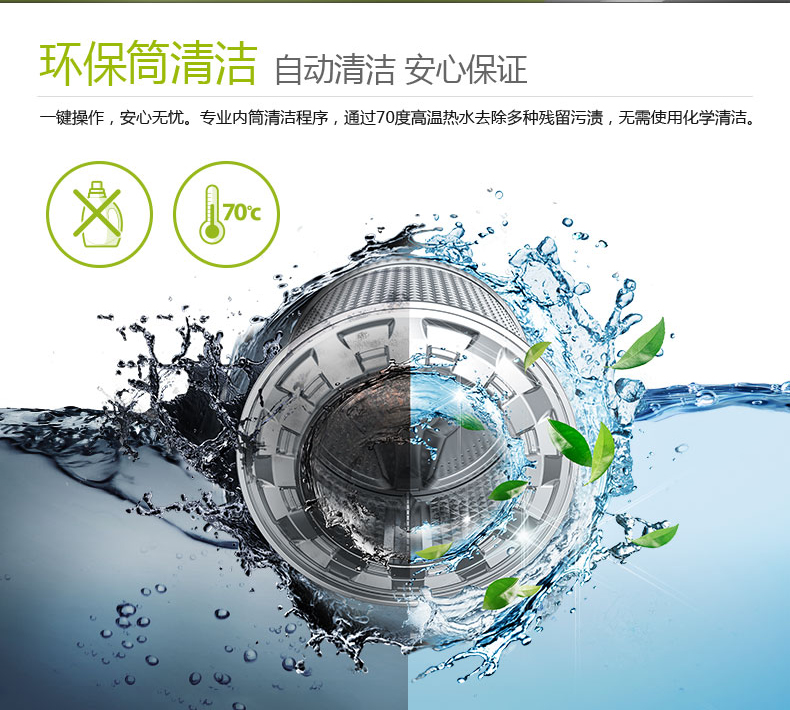 环保筒清洁 自动清洁 安心保证
一键操作，安心无忧。专业内筒清洁程序，通过70度高温热水去除多种残留污渍，无需使用化学清洁。
70℃